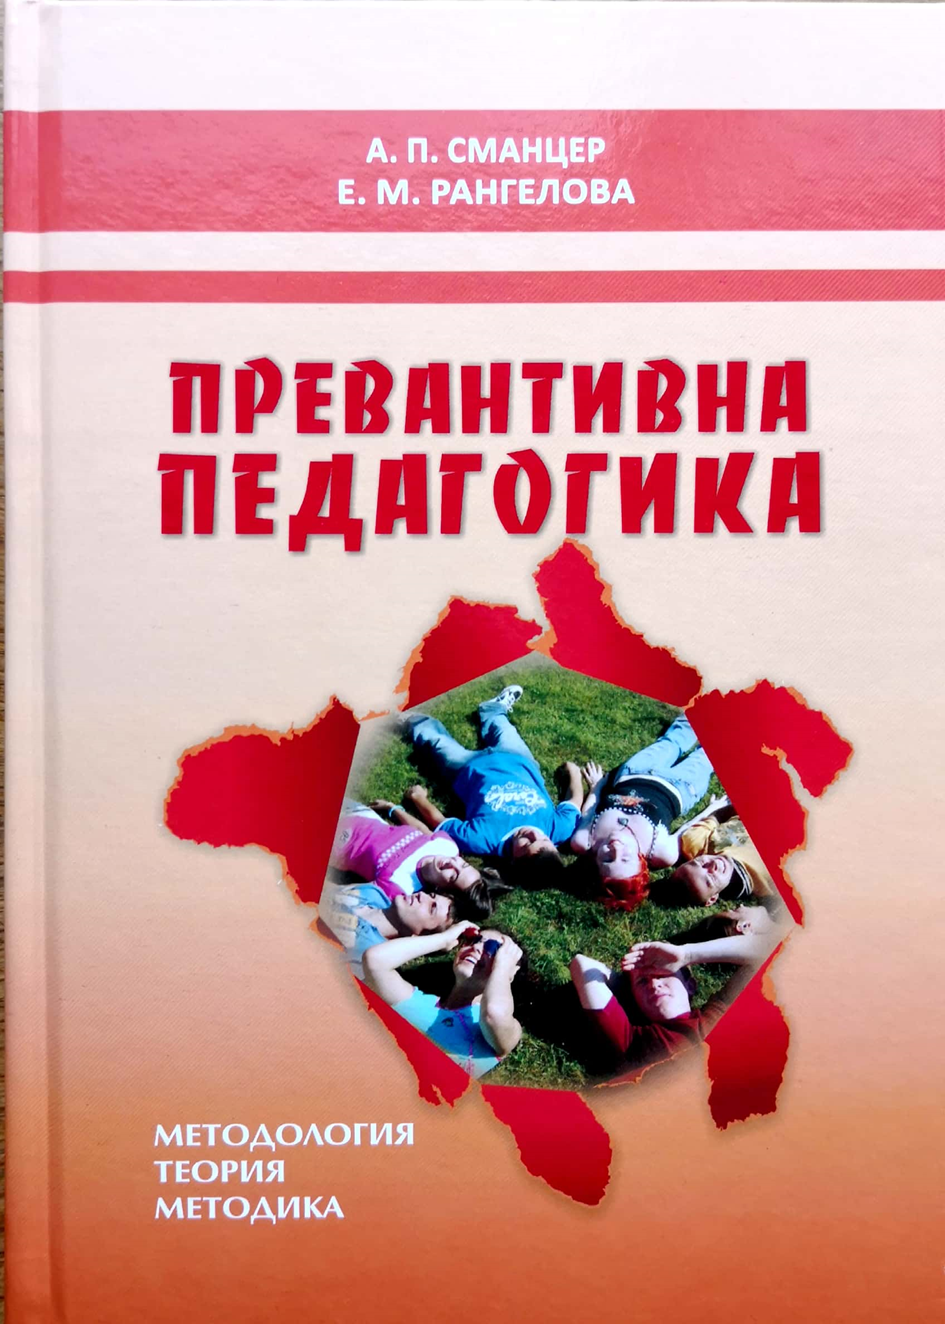 А. П. СМАНЦЕР
Е. М. РАНГЕЛОВА
ПРЕВАНТИВНА
ПЕДАГОГИКА
МЕТОДОЛОГИЯ
ТЕОРИЯ
МЕТОДИКА